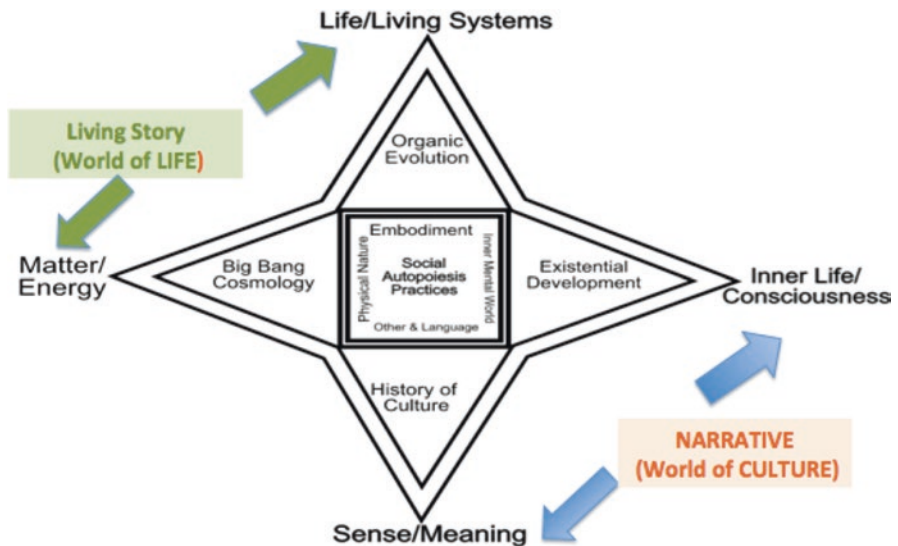 Life/Living Systems
Living Story
(World of LIFE)
Organic
Evolution
Matter/
Energy
Big Bang
Cosmology
Physical Nature
Embodiment
Social
Autopoiesis
Practices
Other & Language
Inner Mental World
Existential
Development
Inner Life/
Consciousness
History of
Culture
NARRATIVE
(World of CULTURE)
Sense/Meaning